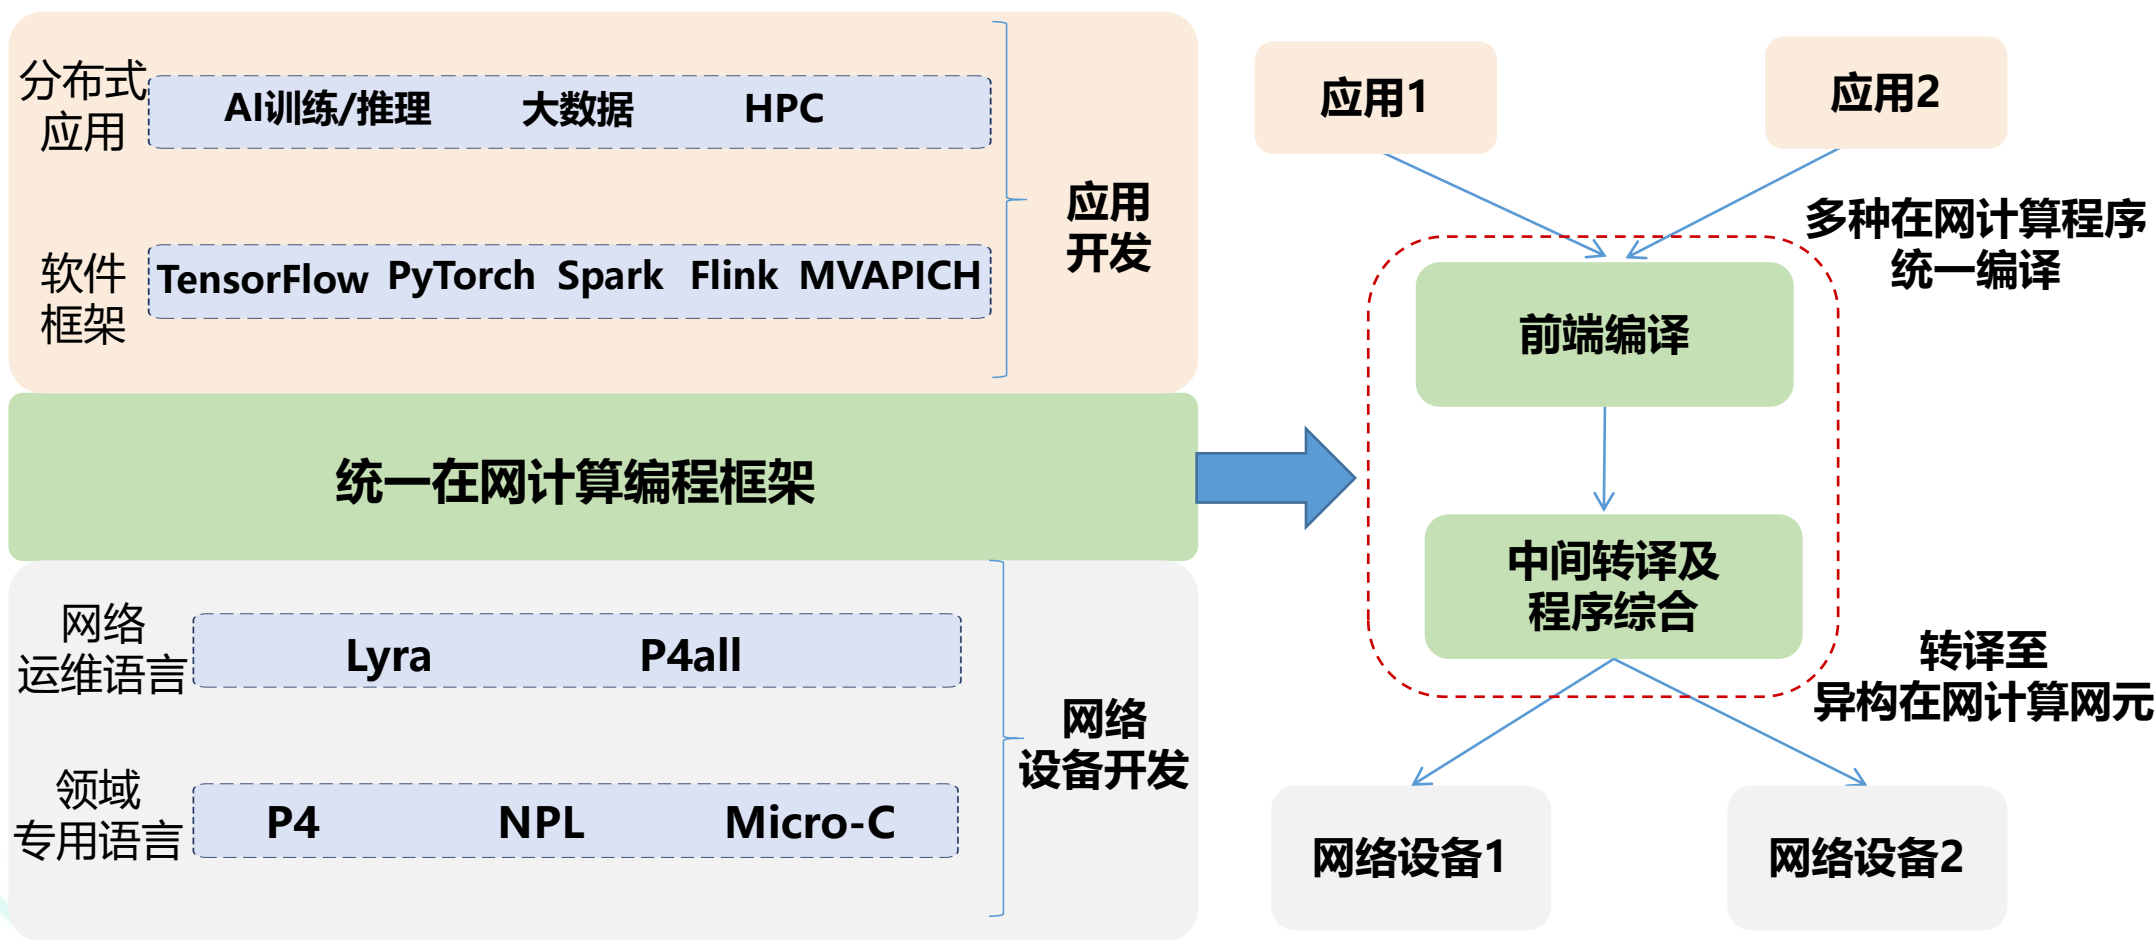 分布式
应用
AI训练/推理 大数据 HPC
软件
框架
TensorFlow PyTorch Spark Flink MVAPICH
应用
开发
统一在网计算编程框架
网络
运维语言
Lyra P4all
领域
专用语言
P4 NPL Micro-C
网络
设备开发
应用1
应用2
多种在网计算程序
统一编译
前端编译
中间转译及
程序综合
转译至
异构在网计算网元
网络设备1
网络设备2